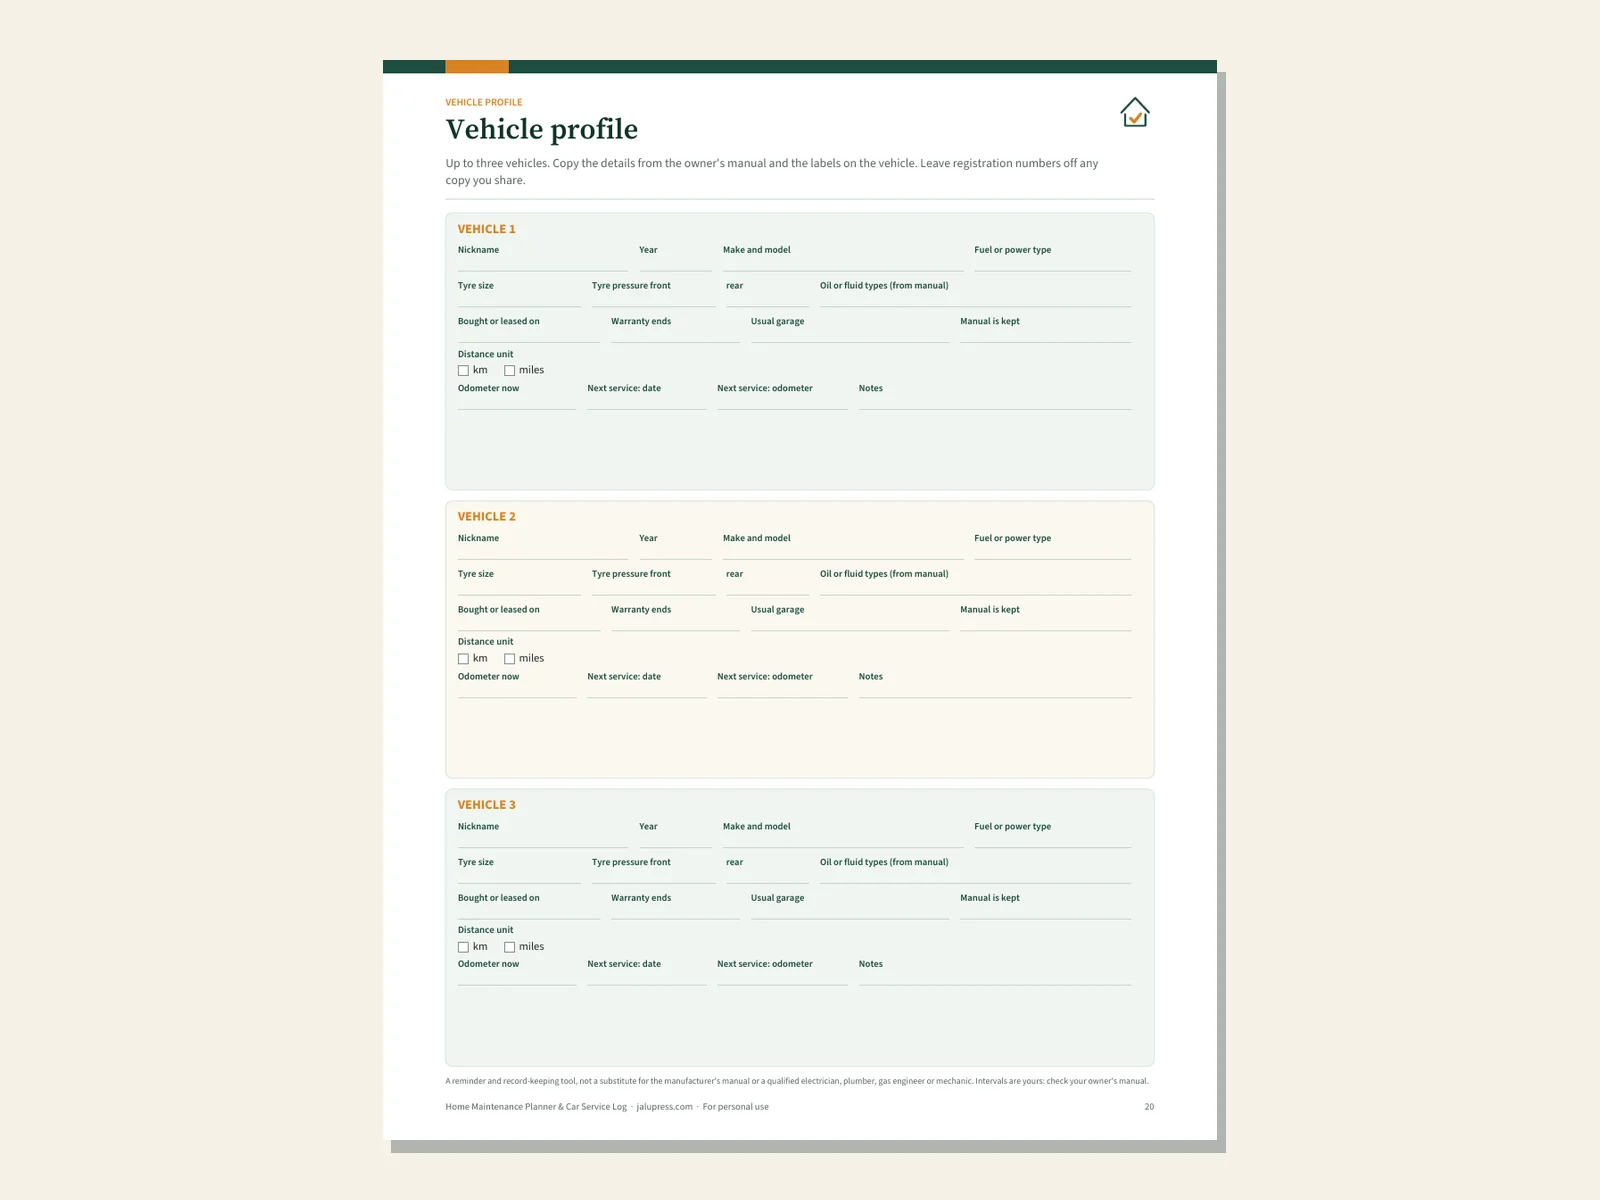 VEHICLE PROFILE
Vehicle profile
Up to three vehicles. Copy the details from the owner's manual and the labels on the vehicle. Leave registration numbers off any
copy you share.
VEHICLE 1
Nickname Year Make and model Fuel or power type
Tyre size Tyre pressure front rear Oil or fluid types (from manual)
Bought or leased on Warranty ends Usual garage Manual is kept
Distance unit
km miles
Odometer now Next service: date Next service: odometer Notes
VEHICLE 2
Nickname Year Make and model Fuel or power type
Tyre size Tyre pressure front rear Oil or fluid types (from manual)
Bought or leased on Warranty ends Usual garage Manual is kept
Distance unit
km miles
Odometer now Next service: date Next service: odometer Notes
VEHICLE 3
Nickname Year Make and model Fuel or power type
Tyre size Tyre pressure front rear Oil or fluid types (from manual)
Bought or leased on Warranty ends Usual garage Manual is kept
Distance unit
km miles
Odometer now Next service: date Next service: odometer Notes
A reminder and record-keeping tool, not a substitute for the manufacturer's manual or a qualified electrician, plumber, gas engineer or mechanic. Intervals are yours: check your owner's manual.
Home Maintenance Planner & Car Service Log · jalupress.com · For personal use 20